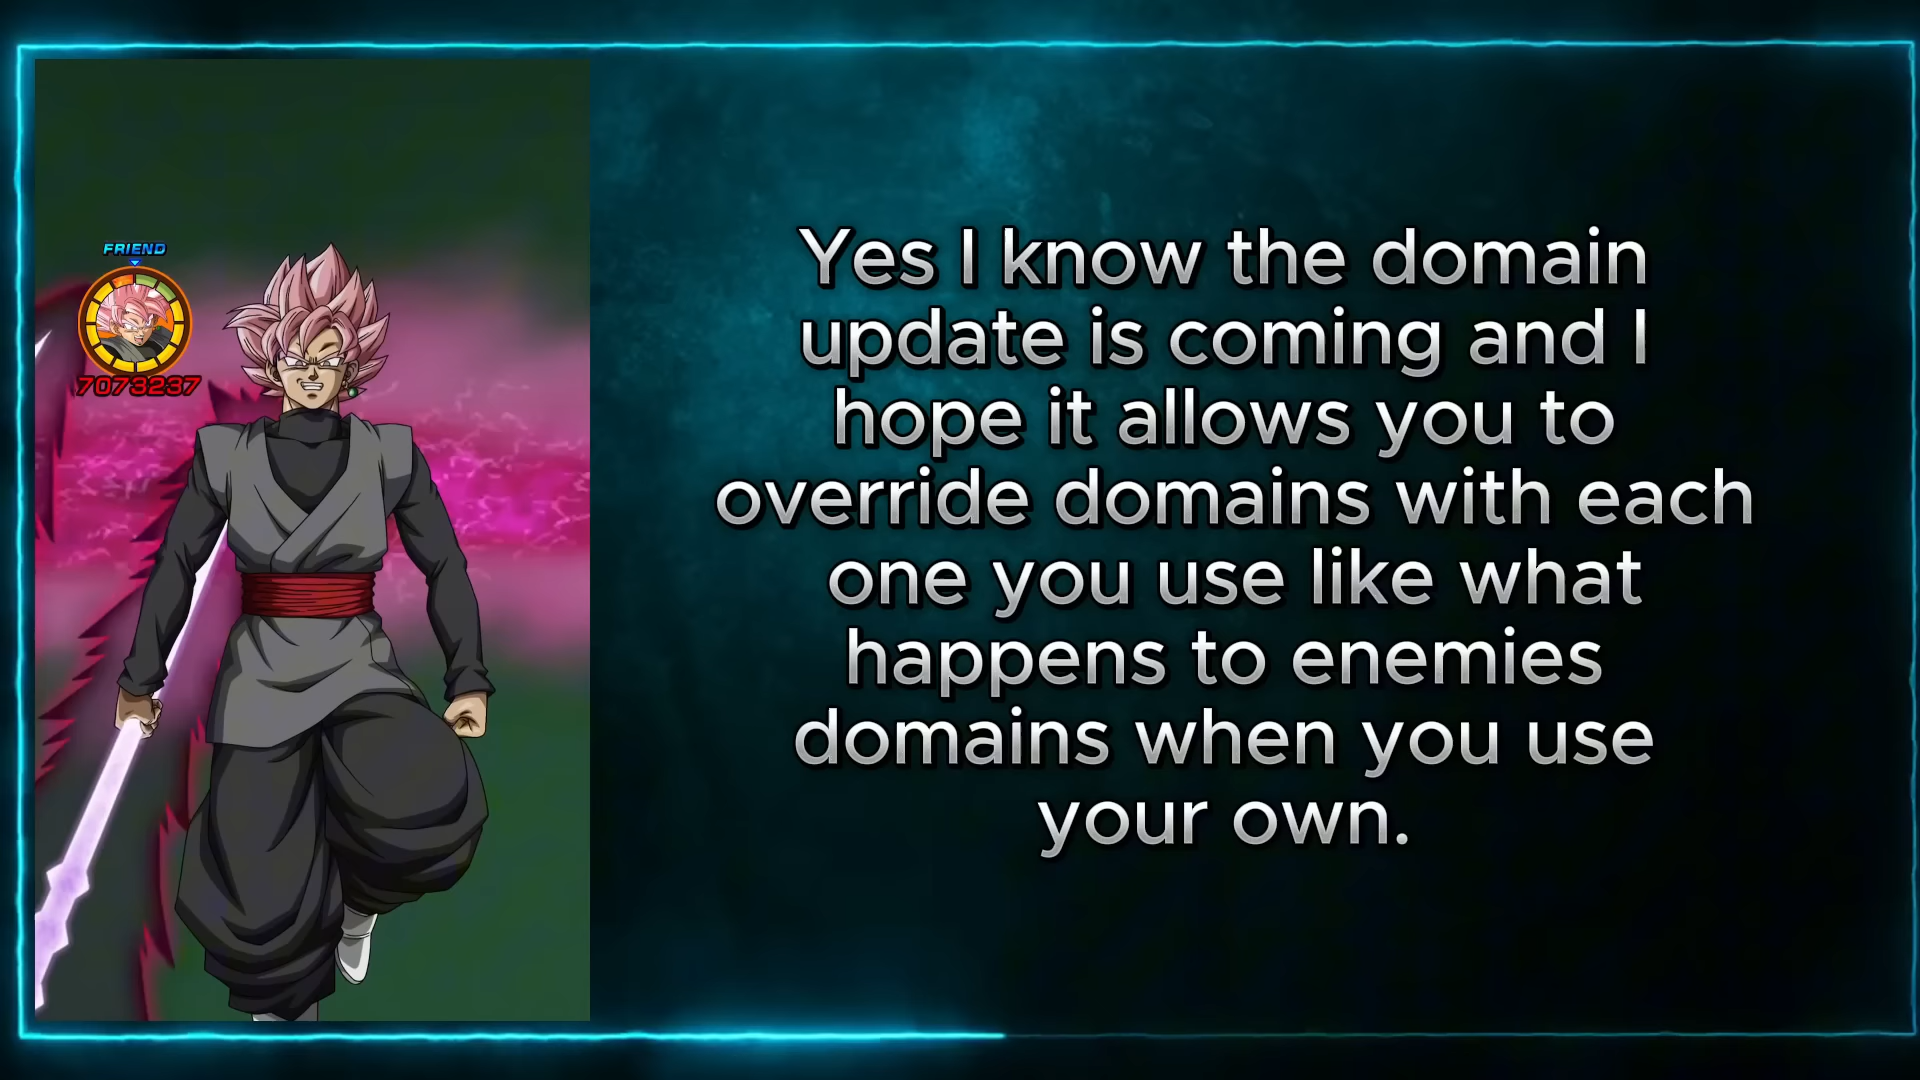 FRIEND
7073237
Yes I know the domain
update is coming and I
hope it allows you to
override domains with each
one you use like what
happens to enemies
domains when you use
your own.